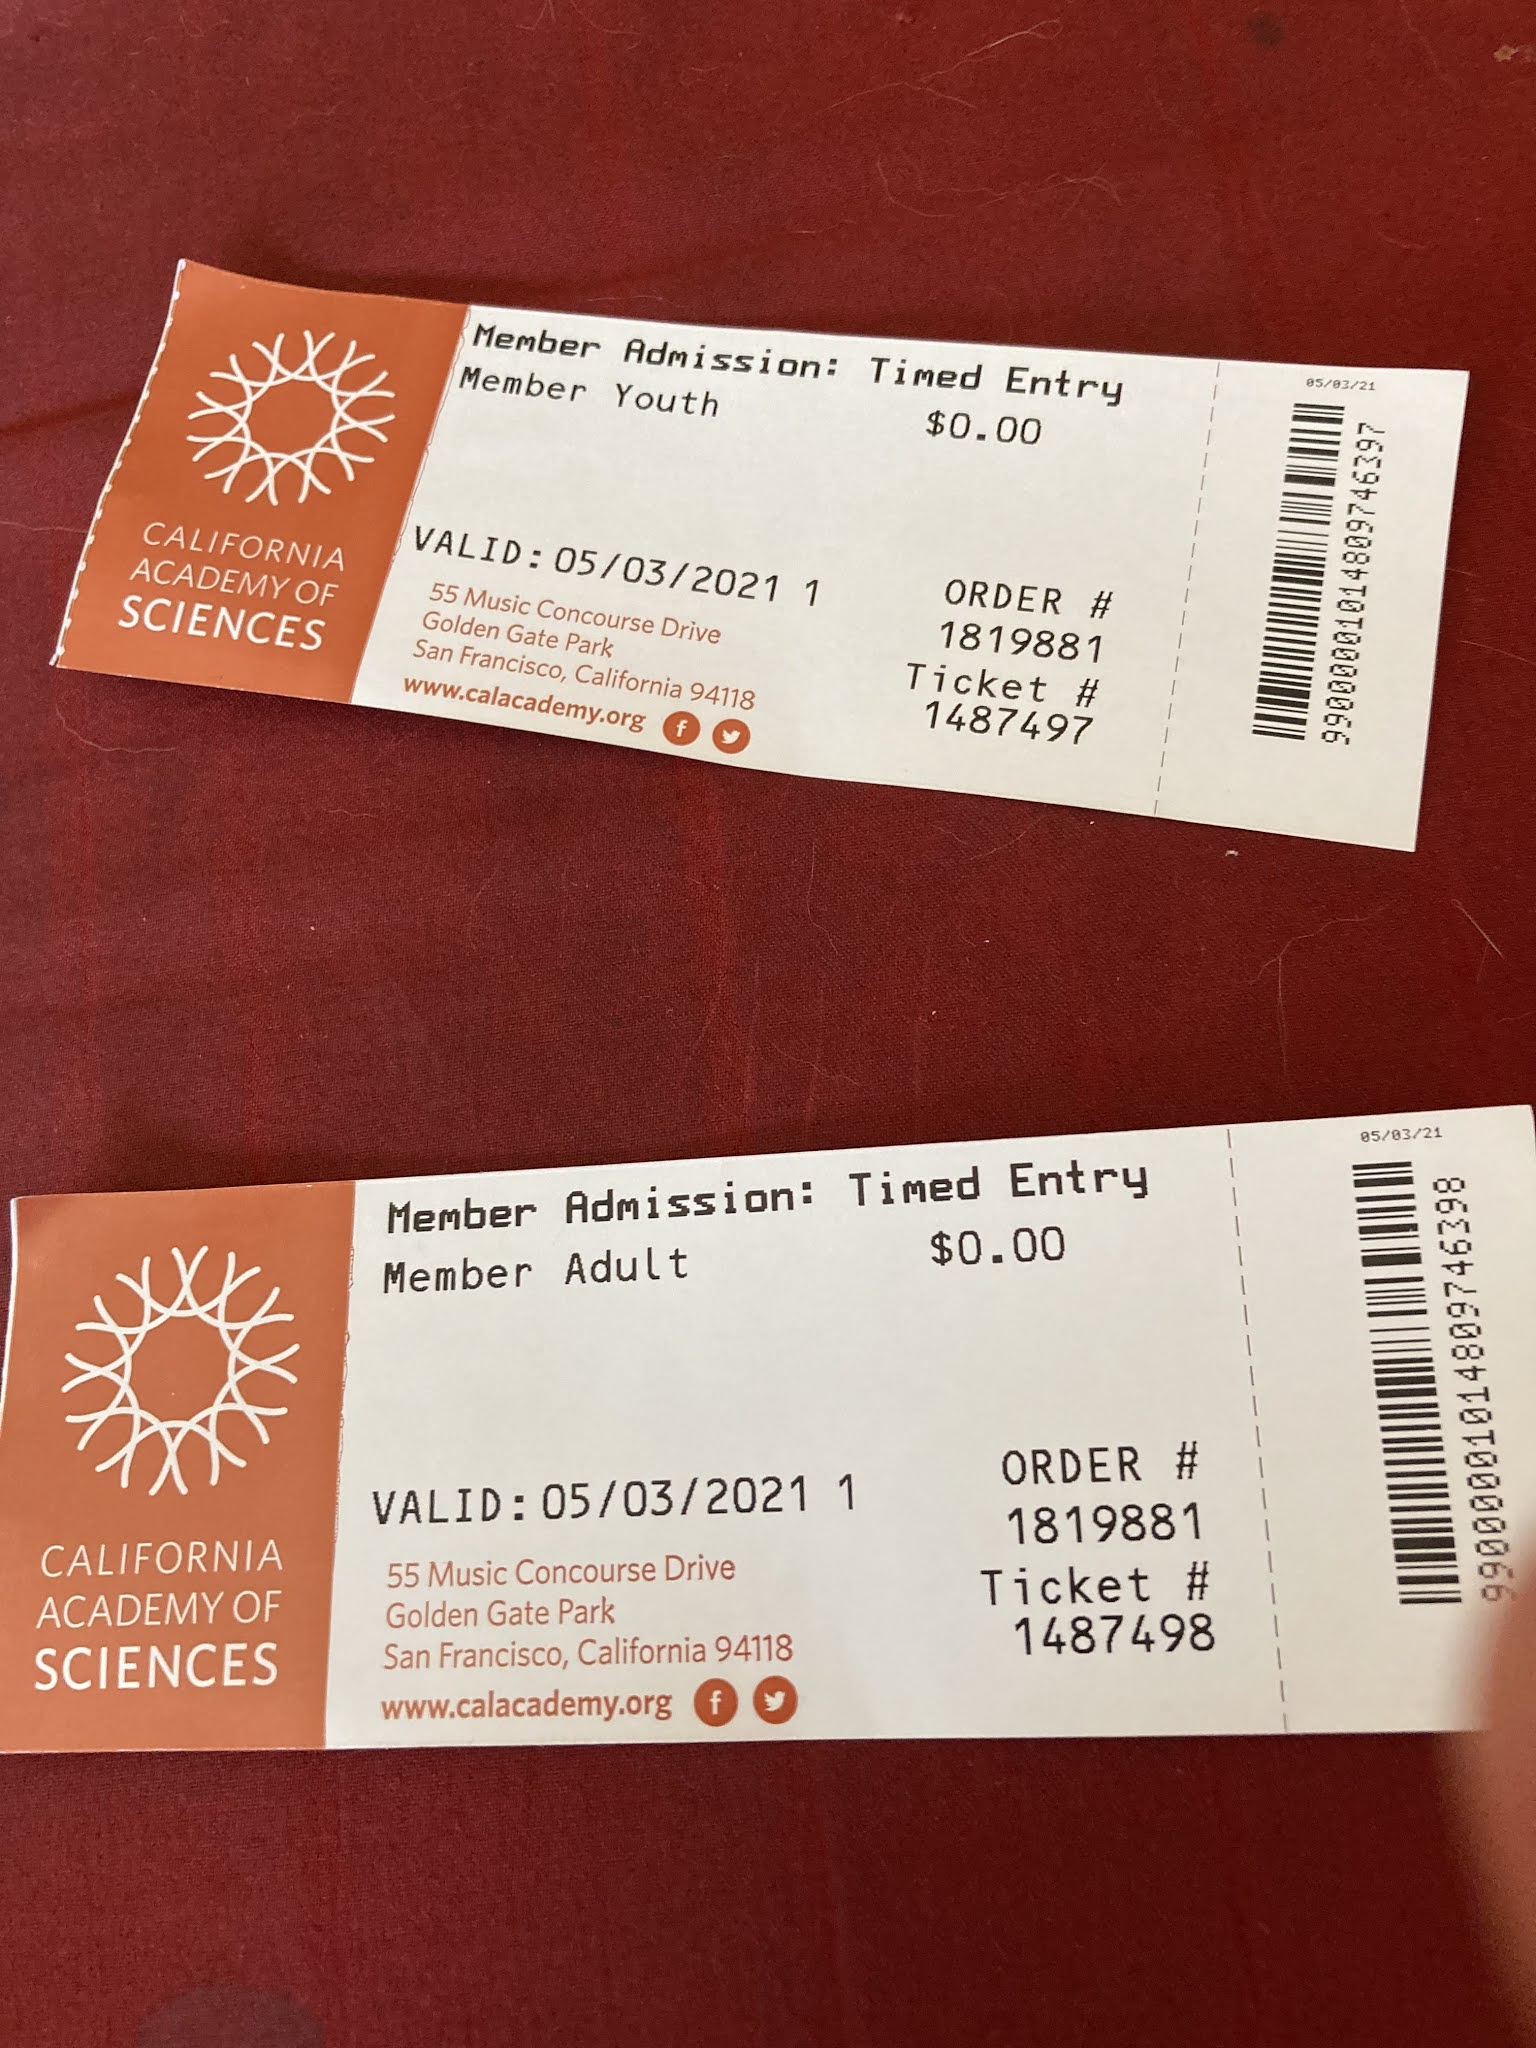 CALIFORNIA
ACADEMY OF
SCIENCES
Member Admission: Timed Entry
Member Youth $0.00
VALID: 05/03/2021 1
55 Music Concourse Drive
Golden Gate Park
San Francisco, California 94118
www.calacademy.org
ORDER #
1819881
Ticket #
1487497
05/03/21
99000001014809746397
CALIFORNIA
ACADEMY OF
SCIENCES
Member Admission: Timed Entry
Member Adult $0.00
VALID: 05/03/2021 1
55 Music Concourse Drive
Golden Gate Park
San Francisco, California 94118
www.calacademy.org
ORDER #
1819881
Ticket #
1487498
05/03/21
99000001014809746398